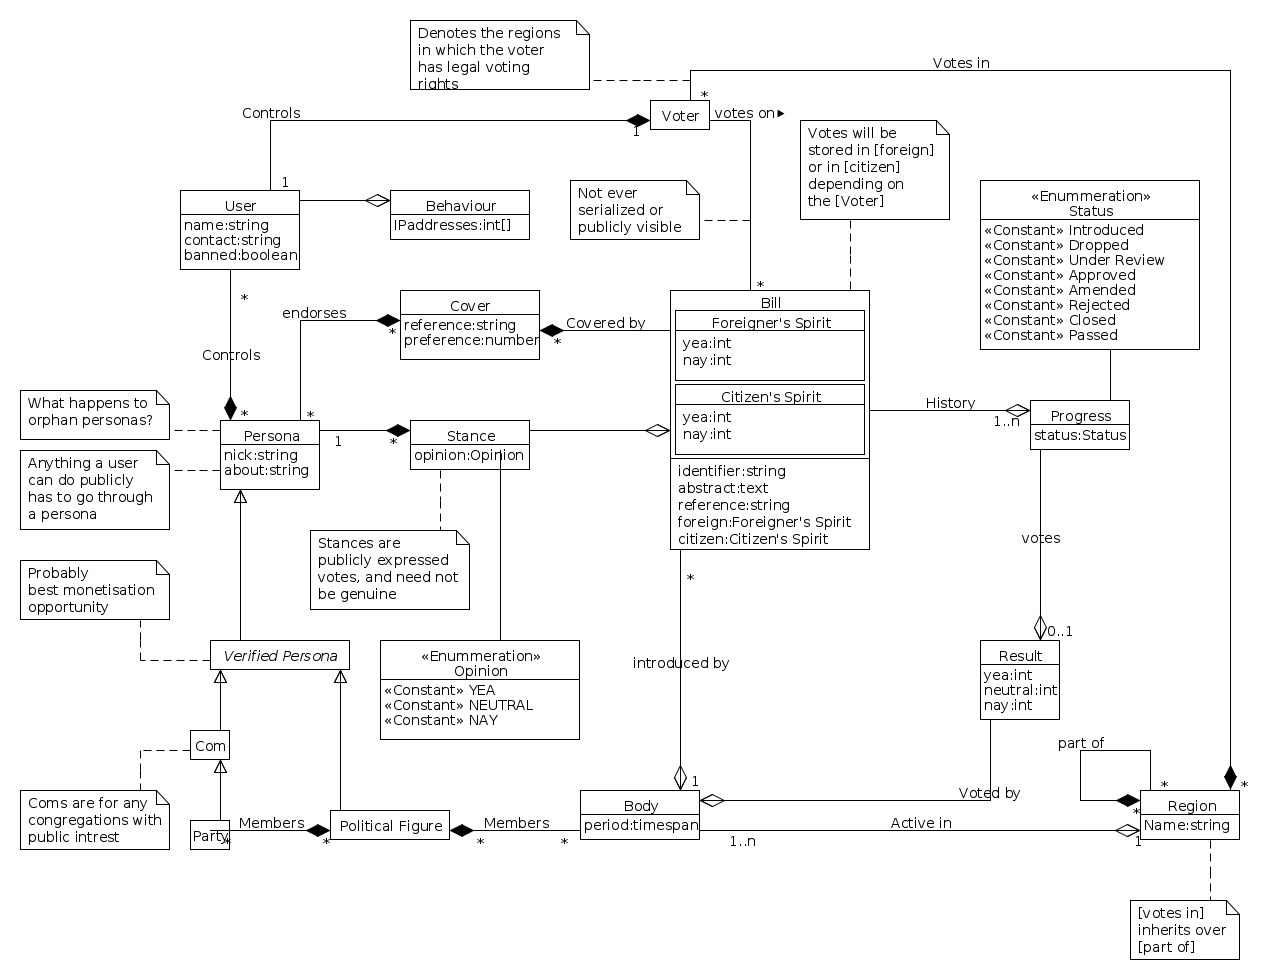 Denotes the regions
in which the voter
has legal voting
rights
Votes in
*
Controls
1
Voter
votes on
Votes will be
stored in [foreign]
or in [citizen]
depending on
the [Voter]
1
User
name:string
contact:string
banned:boolean
Behaviour
IPaddresses:int[]
Not ever
serialized or
publicly visible
«Enummeration»
Status
«Constant» Introduced
«Constant» Dropped
«Constant» Under Review
«Constant» Approved
«Constant» Amended
«Constant» Rejected
«Constant» Closed
«Constant» Passed
*
*
endorses
*
Cover
reference:string
preference:number
Covered by
*
Bill
Foreigner's Spirit
yea:int
nay:int
Citizen's Spirit
yea:int
nay:int
identifier:string
abstract:text
reference:string
foreign:Foreigner's Spirit
citizen:Citizen's Spirit
Controls
*
*
What happens to
orphan personas?
Persona
nick:string
about:string
1
*
Stance
opinion:Opinion
History
1..n
Progress
status:Status
Anything a user
can do publicly
has to go through
a persona
Stances are
publicly expressed
votes, and need not
be genuine
votes
*
Probably
best monetisation
opportunity
Verified Persona
«Enummeration»
Opinion
«Constant» YEA
«Constant» NEUTRAL
«Constant» NAY
introduced by
0..1
Result
yea:int
neutral:int
nay:int
Com
part of
Coms are for any
congregations with
public intrest
Party
*
Members
*
Political Figure
*
Members
*
1
Body
period:timespan
Voted by
Active in
1..n
1
*
*
*
Region
Name:string
[votes in]
inherits over
[part of]